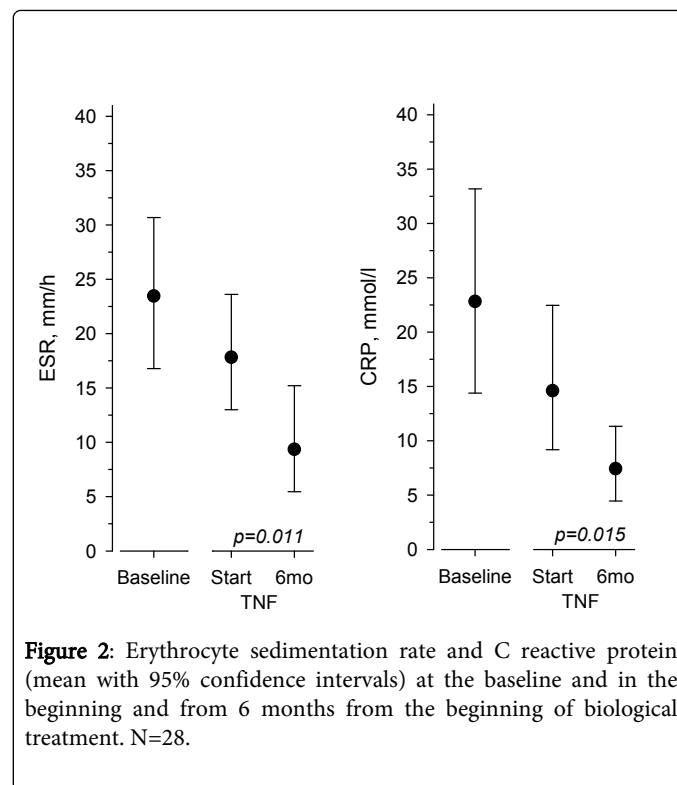 40
35
30
25
20
15
10
5
0
ESR, mm/h
p=0.011
Baseline Start 6mo
TNF
40
35
30
25
20
15
10
5
0
CRP, mmol/l
p=0.015
Baseline Start 6mo
TNF
Figure 2: Erythrocyte sedimentation rate and C reactive protein
(mean with 95% confidence intervals) at the baseline and in the
beginning and from 6 months from the beginning of biological
treatment. N=28.